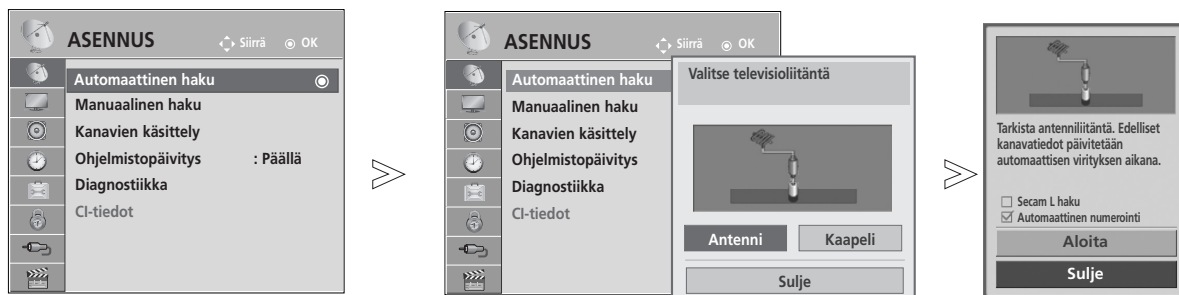 ASENNUS
Siirrä OK
Automaattinen haku
Manuaalinen haku
Kanavien käsittely
Ohjelmistopäivitys : Päällä
Diagnostiikka
CI-tiedot
ASENNUS
Siirrä OK
Automaattinen haku
Manuaalinen haku
Kanavien käsittely
Ohjelmistopäivitys
Diagnostiikka
CI-tiedot
Valitse televisioliitäntä
Antenni Kaapeli
Sulje
Tarkista antenniliitäntä. Edelliset
kanavatiedot päivitetään
automaattisen virityksen aikana.
Secam L haku
Automaattinen numerointi
Aloita
Sulje